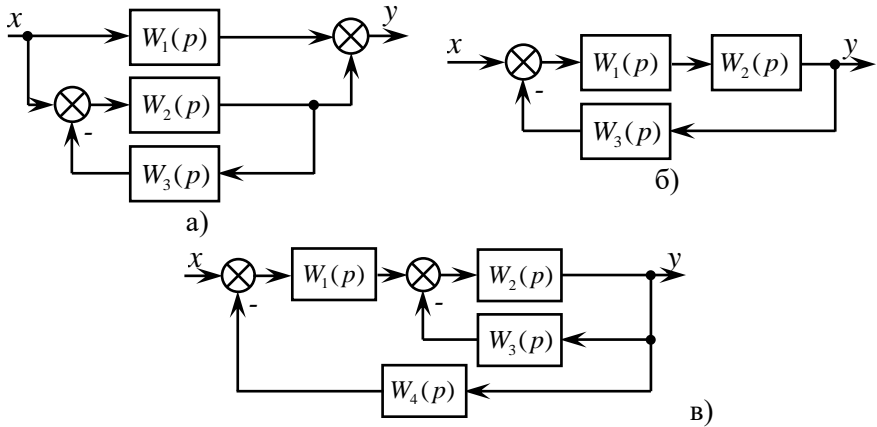 x W₁(p) y
W₂(p)
-
W₃(p)
а)
x W₁(p) W₂(p) y
-
W₃(p)
б)
x W₁(p) W₂(p) y
- -
W₃(p)
W₄(p)
в)